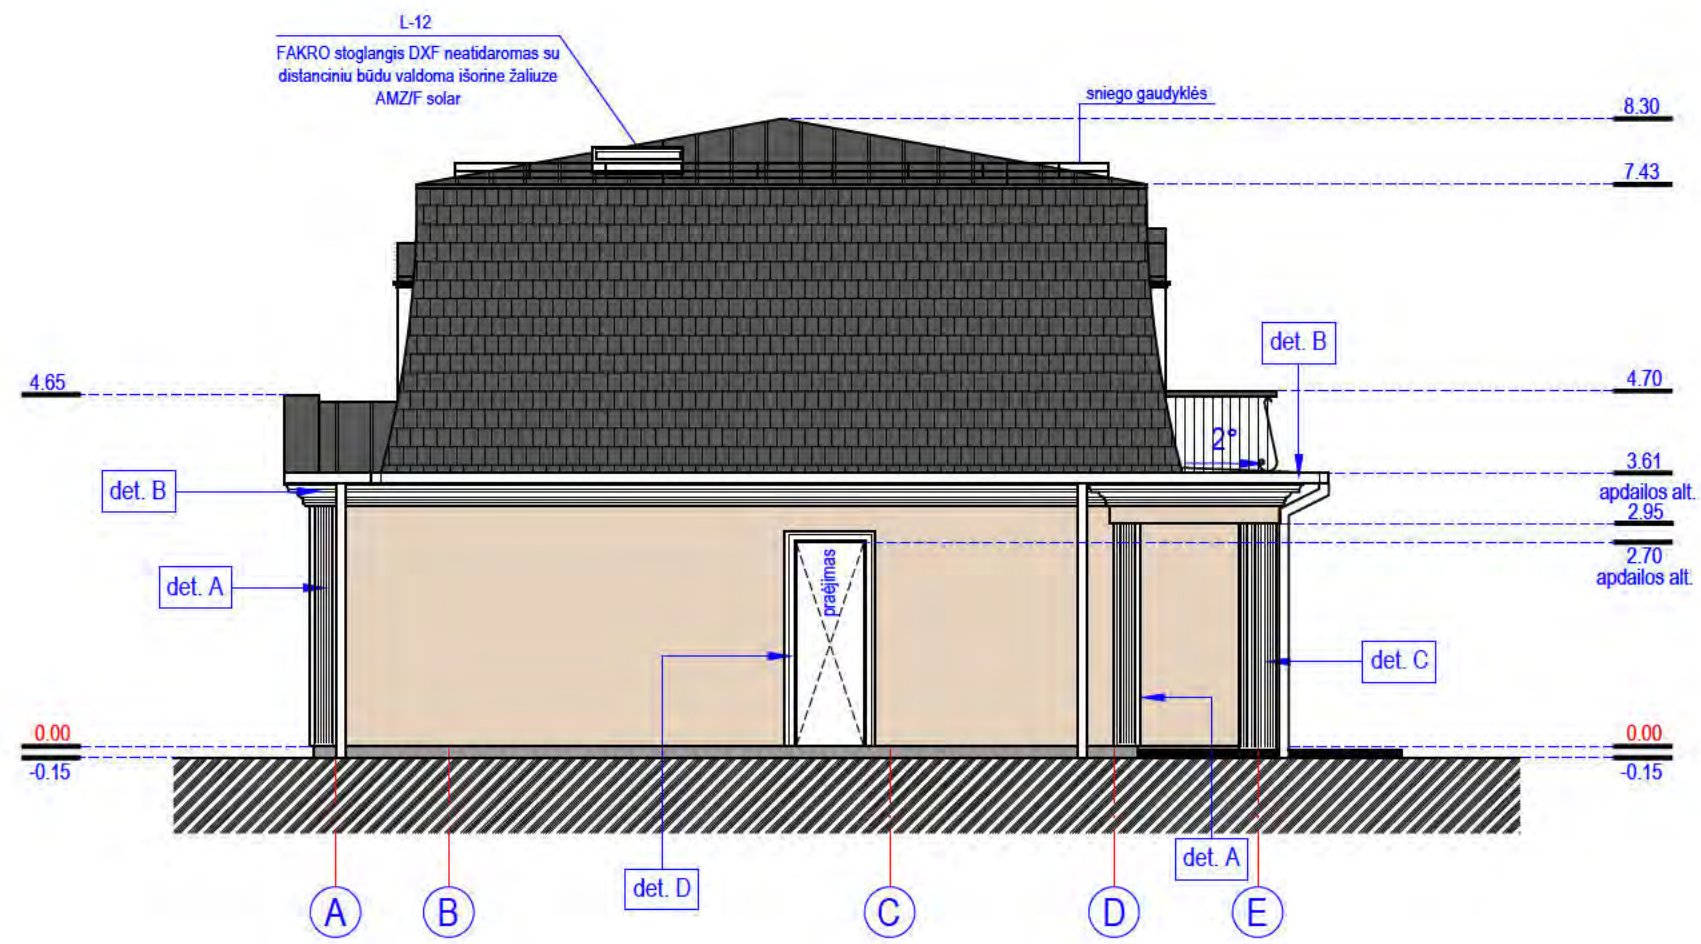 L-12
FAKRO stoglangis DXF neatidaromas su
distanciniu būdu valdoma išorine žaliuze
AMZ/F solar
sniego gaudyklės
8.30
7.43
det. B
4.65
4.70
2°
3.61
apdailos alt.
det. B
2.95
2.70
apdailos alt.
praėjimas
det. A
det. C
0.00
0.00
-0.15
-0.15
det. A
det. D
A
B
C
D
E